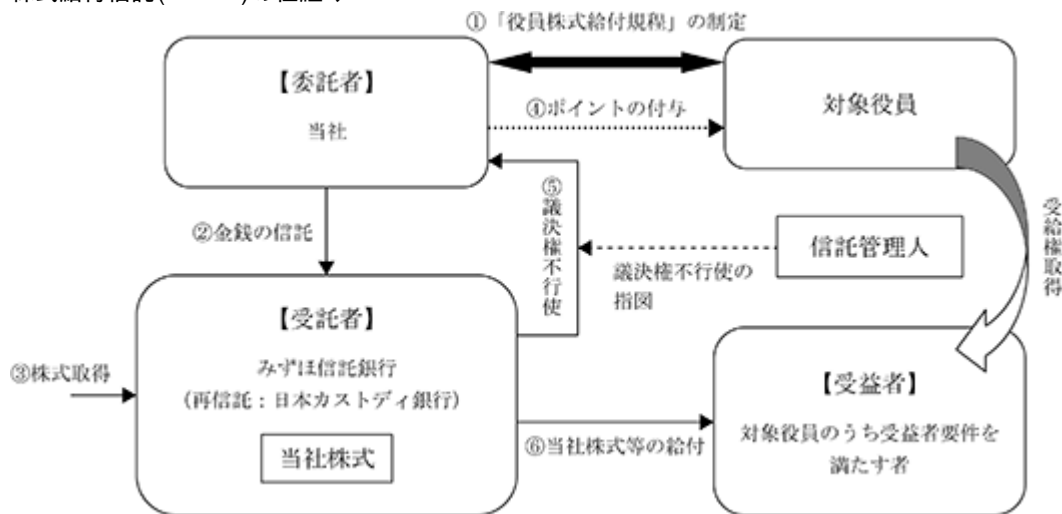 ①「役員株式給付規程」の制定
【委託者】
当社
対象役員
④ポイントの付与
②金銭の信託
⑤議決権不行使
信託管理人
議決権不行使の
指図
受給権取得
【受託者】
みずほ信託銀行
(再信託:日本カストディ銀行)
当社株式
③株式取得
⑥当社株式等の給付
【受益者】
対象役員のうち受益者要件を
満たす者